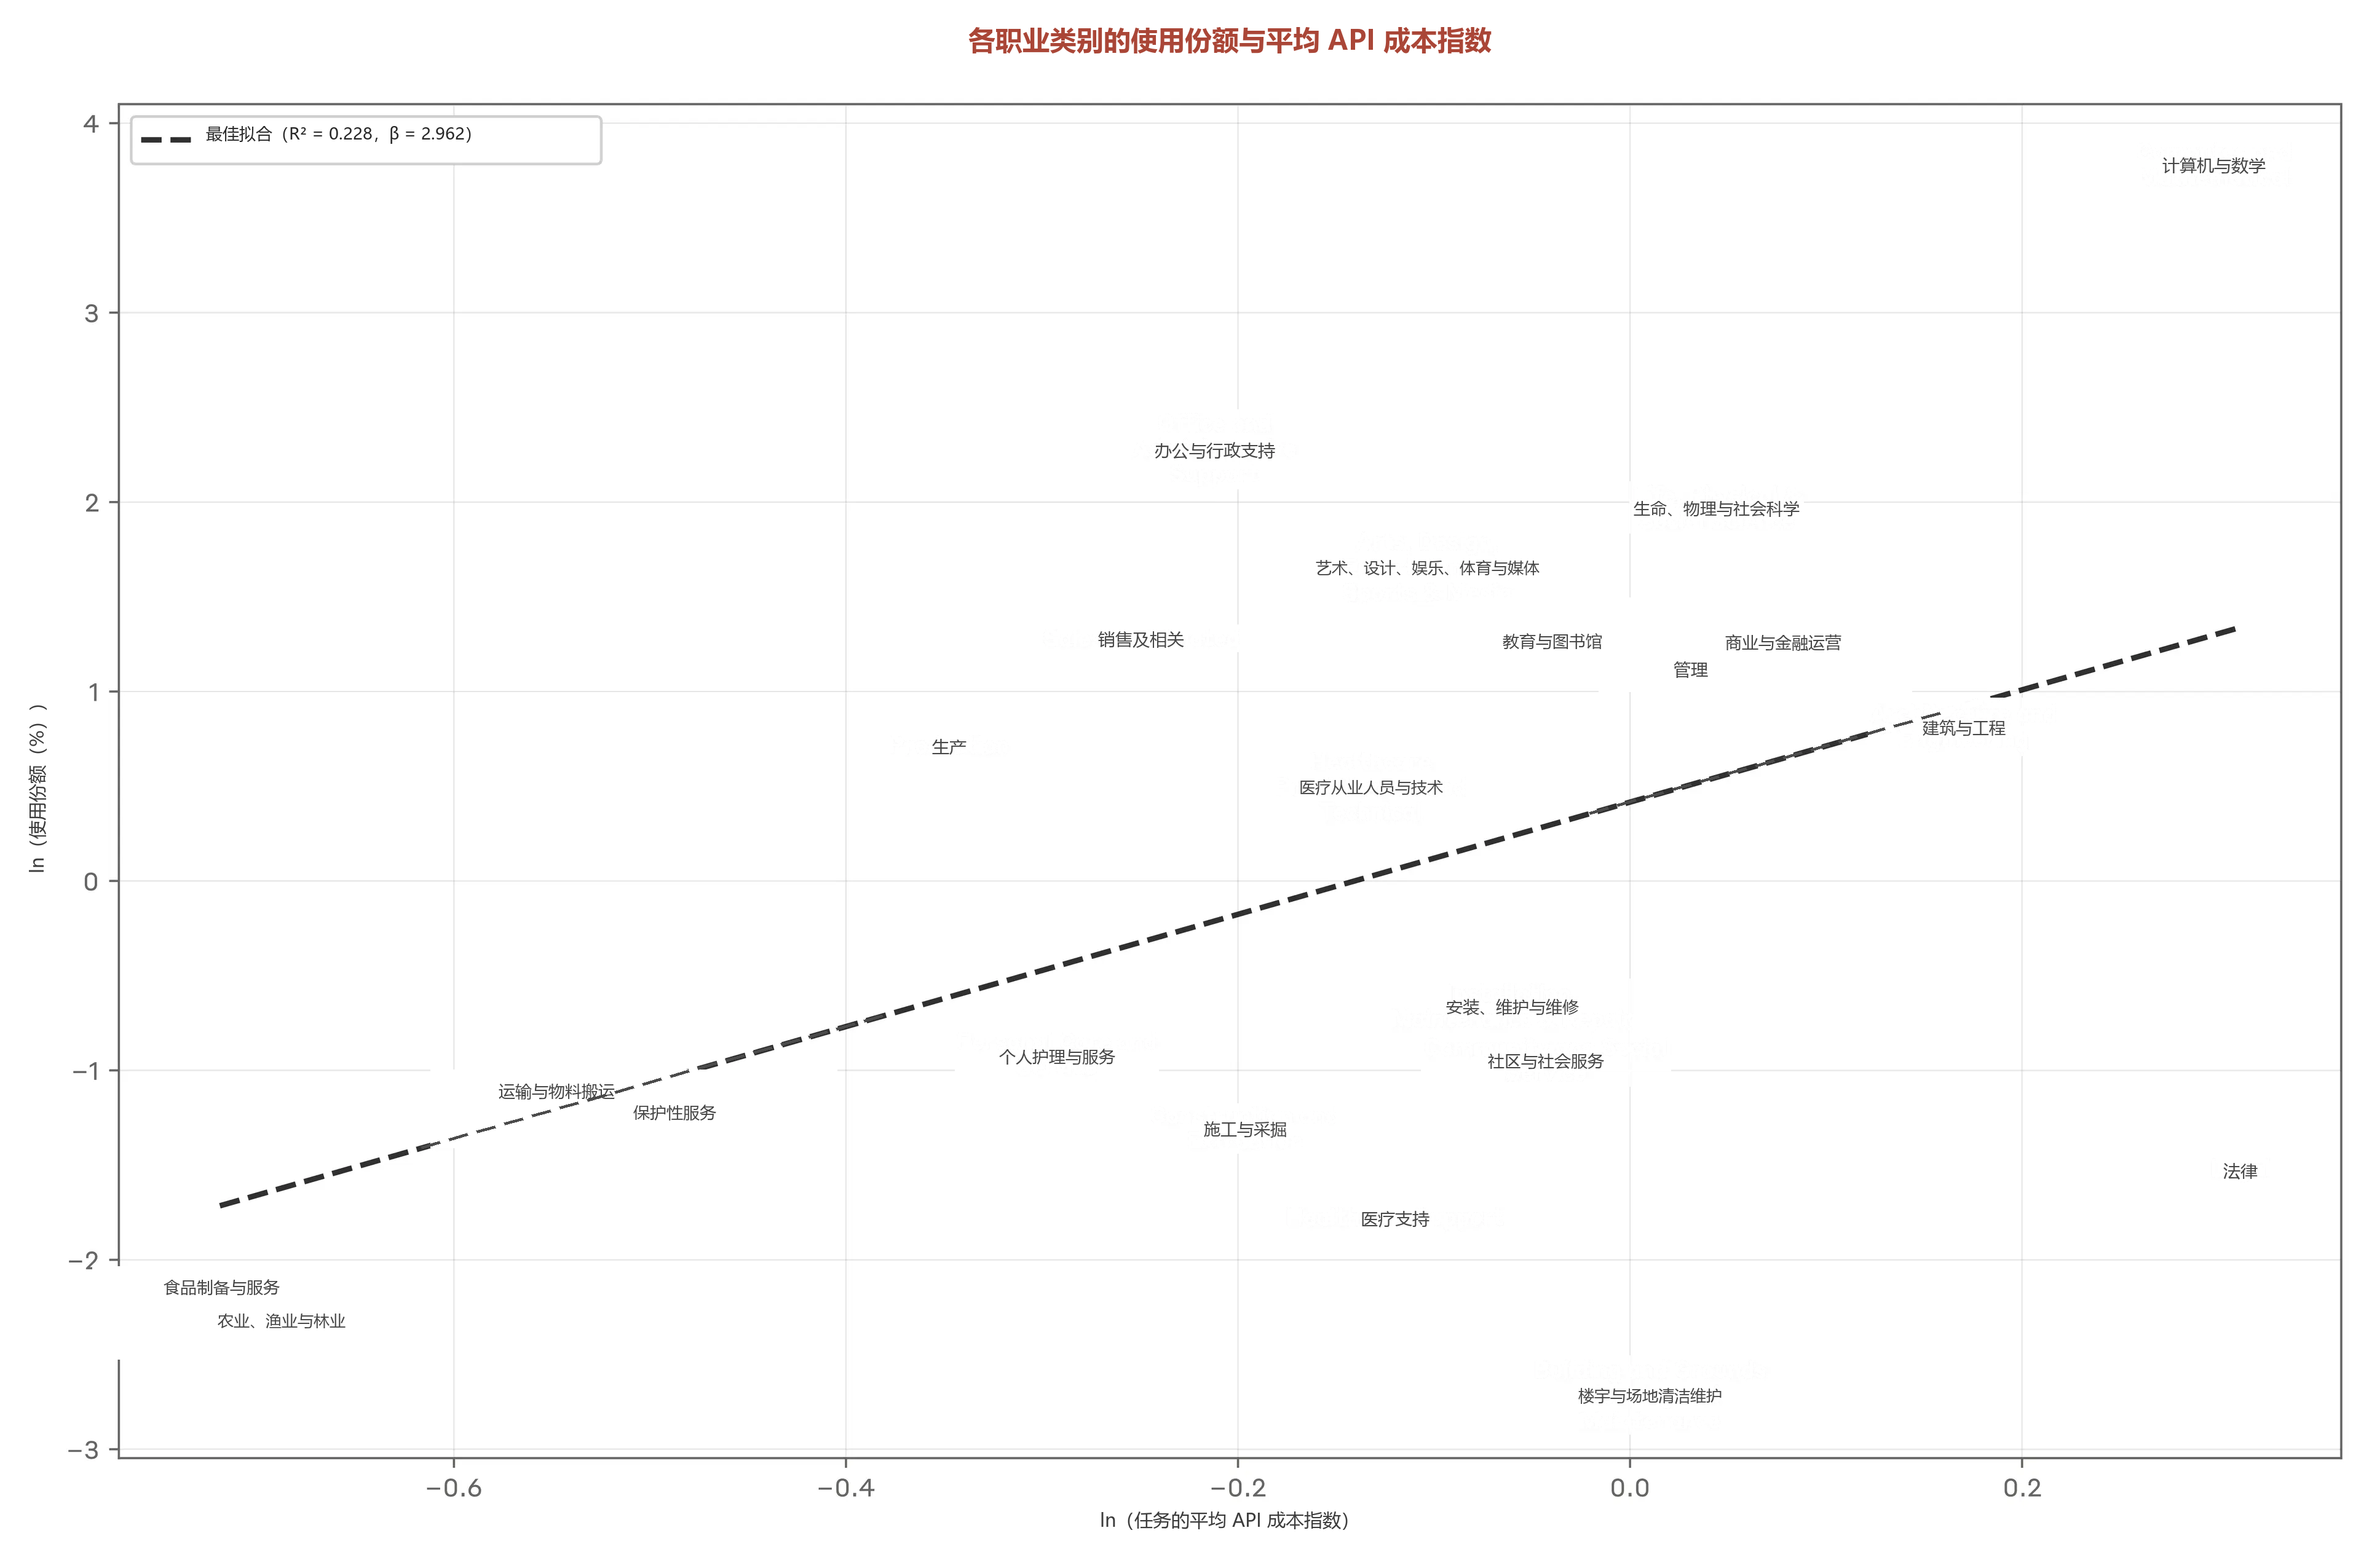 各职业类别的使用份额与平均 API 成本指数
最佳拟合（R² = 0.228，β = 2.962）
计算机与数学
办公与行政支持
生命、物理与社会科学
艺术、设计、娱乐、体育与媒体
销售及相关
教育与图书馆
商业与金融运营
管理
建筑与工程
生产
医疗从业人员与技术
安装、维护与维修
个人护理与服务
社区与社会服务
运输与物料搬运
保护性服务
施工与采掘
法律
医疗支持
食品制备与服务
农业、渔业与林业
楼宇与场地清洁维护
4
3
2
1
0
−1
−2
−3
ln（使用份额（%））
−0.6
−0.4
−0.2
0.0
0.2
ln（任务的平均 API 成本指数）